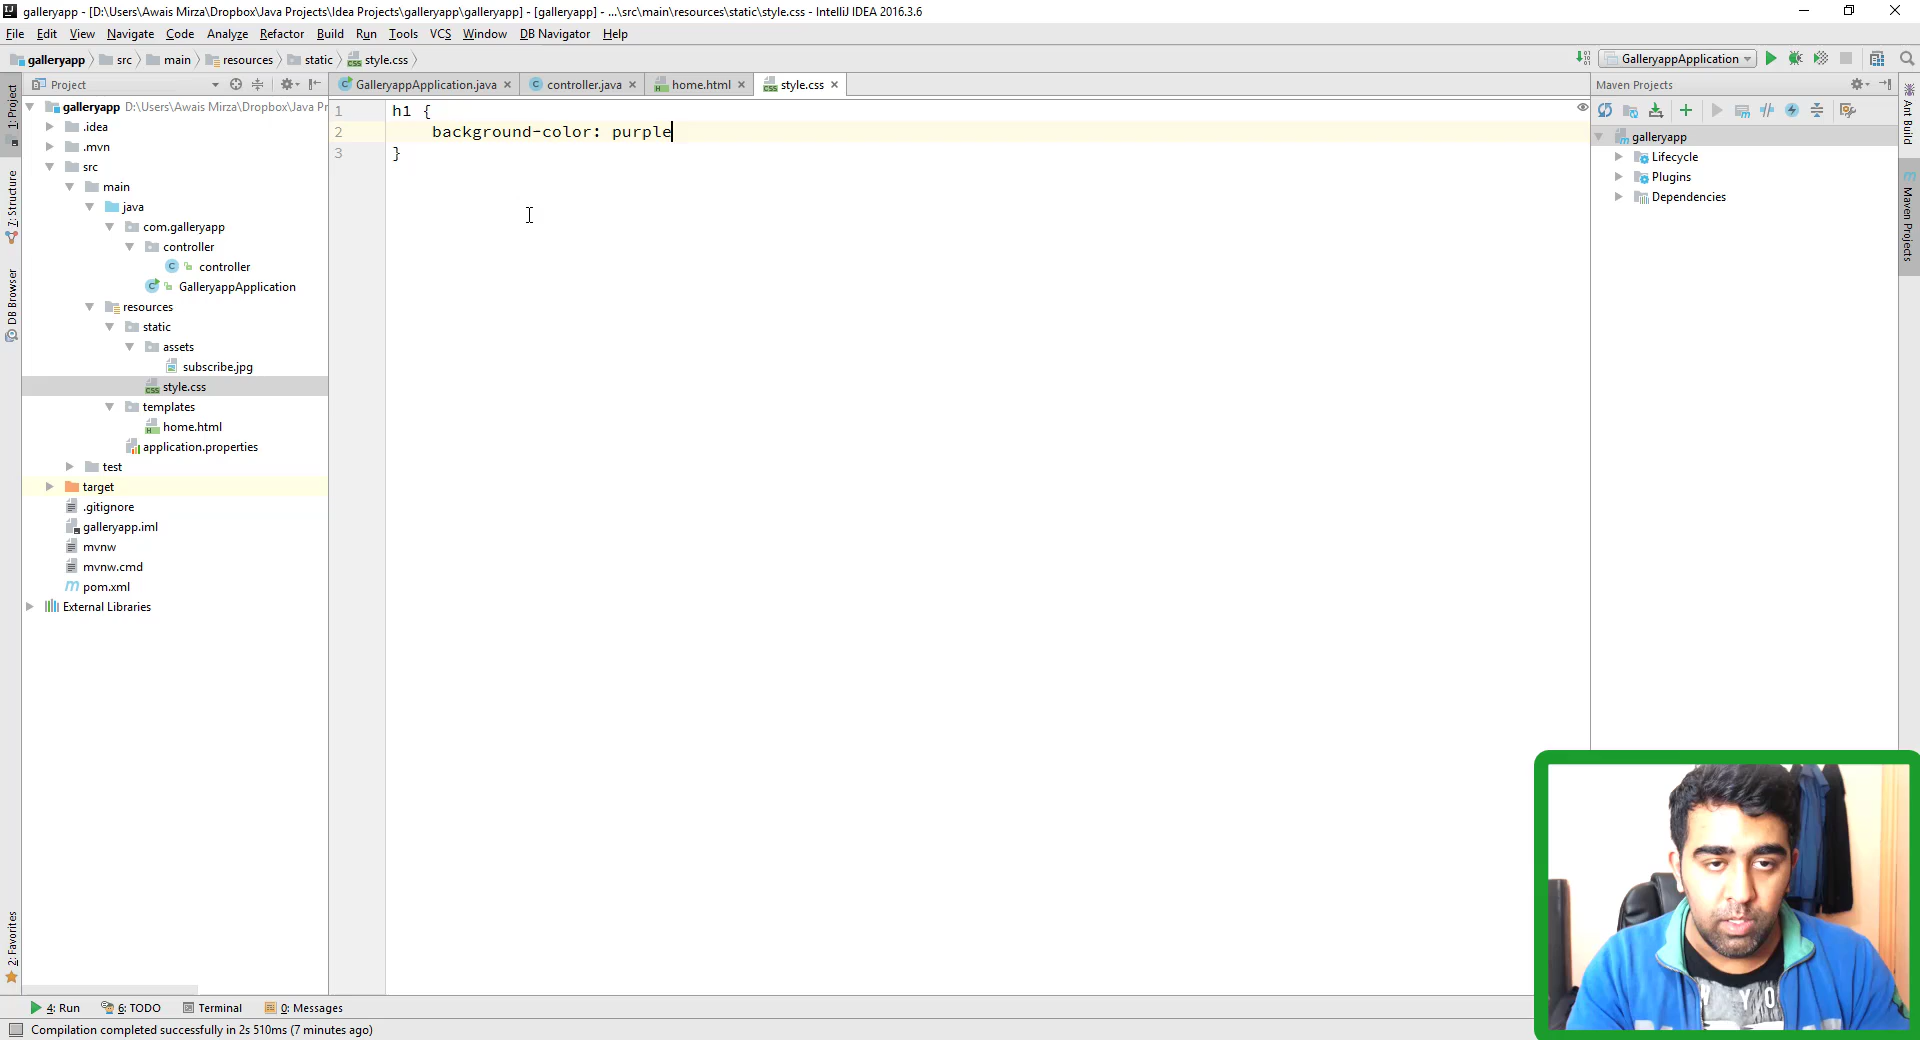 galleryapp - [D:\Users\Awais Mirza\Dropbox\Java Projects\Idea Projects\galleryapp\galleryapp] - [galleryapp] - ...\src\main\resources\static\style.css - IntelliJ IDEA 2016.3.6
File Edit View Navigate Code Analyze Refactor Build Run Tools VCS Window DB Navigator Help
galleryapp src main resources static style.css GalleryappApplication
Project GalleryappApplication.java controller.java home.html style.css Maven Projects
1: Project
7: Structure
DB Browser
2: Favorites
galleryapp D:\Users\Awais Mirza\Dropbox\Java Pr
.idea
.mvn
src
main
java
com.galleryapp
controller
controller
GalleryappApplication
resources
static
assets
subscribe.jpg
style.css
templates
home.html
application.properties
test
target
.gitignore
galleryapp.iml
mvnw
mvnw.cmd
pom.xml
External Libraries
1 h1 {
2 background-color: purple
3 }
galleryapp
Lifecycle
Plugins
Dependencies
Ant Build
Maven Projects
4: Run 6: TODO Terminal 0: Messages
Compilation completed successfully in 2s 510ms (7 minutes ago)